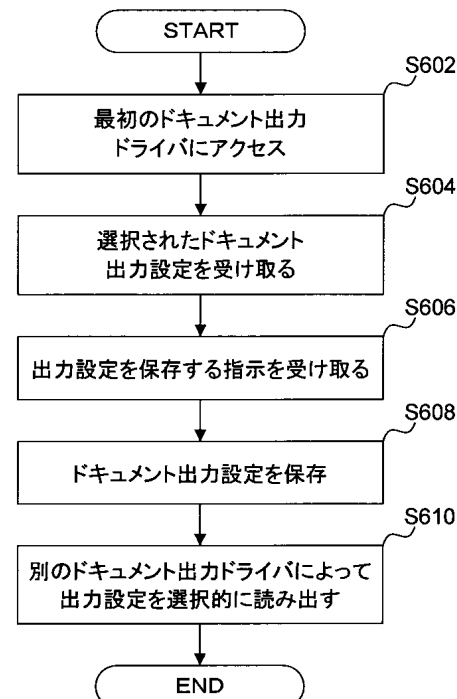 START
S602
最初のドキュメント出力
ドライバにアクセス
S604
選択されたドキュメント
出力設定を受け取る
S606
出力設定を保存する指示を受け取る
S608
ドキュメント出力設定を保存
S610
別のドキュメント出力ドライバによって
出力設定を選択的に読み出す
END